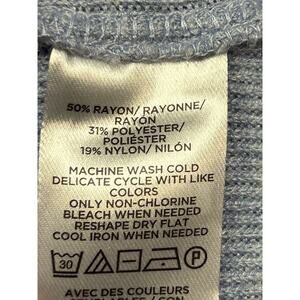 50% RAYON/ RAYONNE/
RAYÓN
31% POLYESTER/
POLIÉSTER
19% NYLON/ NILÓN
MACHINE WASH COLD
DELICATE CYCLE WITH LIKE
COLORS
ONLY NON-CHLORINE
BLEACH WHEN NEEDED
RESHAPE DRY FLAT
COOL IRON WHEN NEEDED
30 P
AVEC DES COULEURS